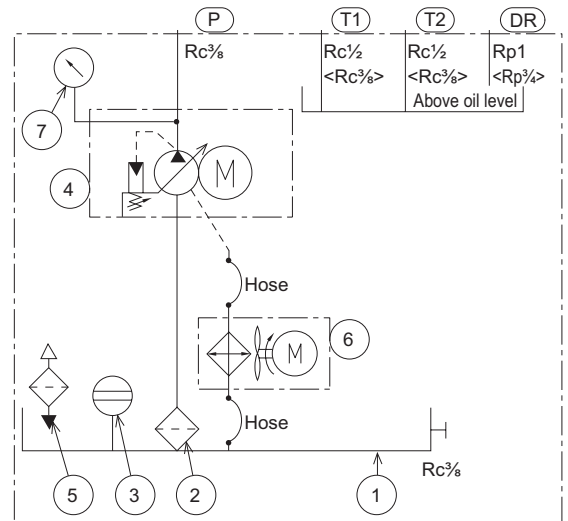 P T1 T2 DR
Rc⅜ Rc½ Rc½ Rp1
<Rc⅜> <Rc⅜> <Rp¾>
Above oil level
7
M
4
Hose
M
6
Hose
Rc⅜
5 3 2 1